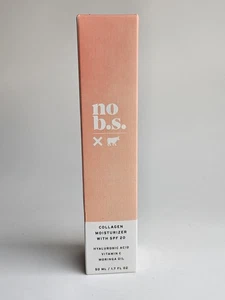 no
b.s.
COLLAGEN
MOISTURIZER
WITH SPF 20
HYALURONIC ACID
VITAMIN C
MORINGA OIL
50 ML / 1.7 FL OZ